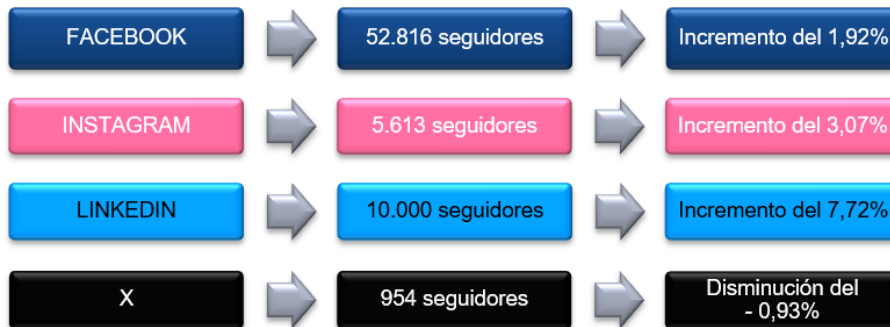 FACEBOOK
52.816 seguidores
Incremento del 1,92%
INSTAGRAM
5.613 seguidores
Incremento del 3,07%
LINKEDIN
10.000 seguidores
Incremento del 7,72%
X
954 seguidores
Disminución del
- 0,93%